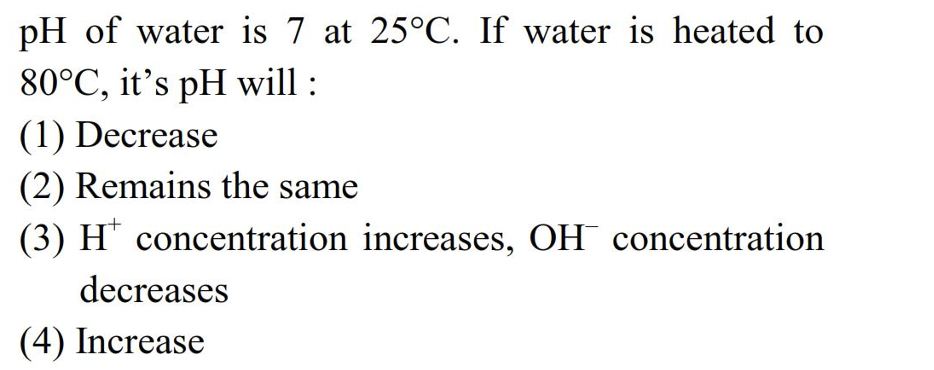 pH of water is 7 at 25°C. If water is heated to
80°C, it’s pH will :
(1) Decrease
(2) Remains the same
(3) H⁺ concentration increases, OH⁻ concentration
decreases
(4) Increase